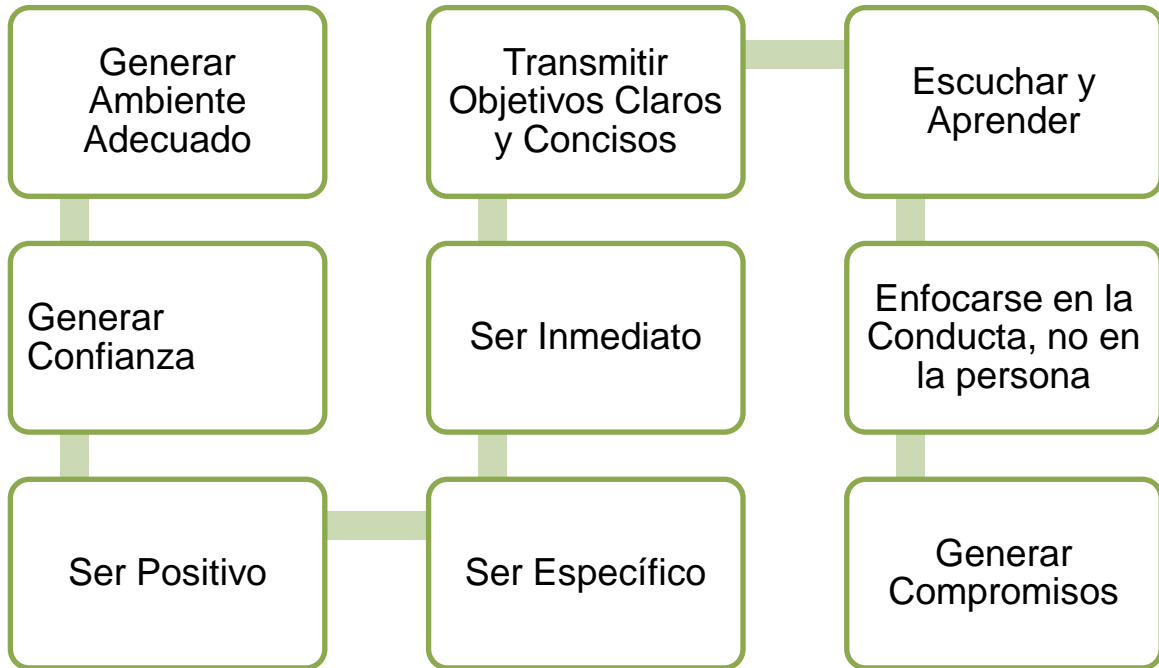 Generar
Ambiente
Adecuado
Generar
Confianza
Ser Positivo
Ser Específico
Ser Inmediato
Transmitir
Objetivos Claros
y Concisos
Escuchar y
Aprender
Enfocarse en la
Conducta, no en
la persona
Generar
Compromisos